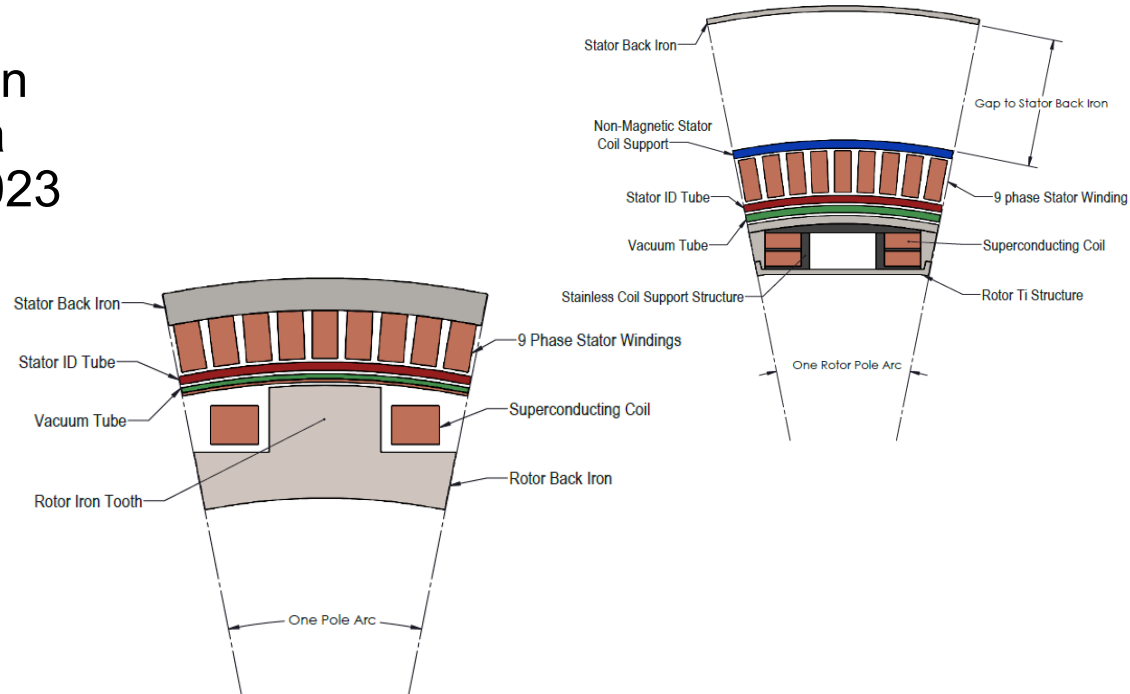 n
a
023
Stator Back Iron
Gap to Stator Back Iron
Non-Magnetic Stator
Coil Support
Stator ID Tube
9 phase Stator Winding
Vacuum Tube
Superconducting Coil
Stainless Coil Support Structure
Rotor Ti Structure
One Rotor Pole Arc
Stator Back Iron
9 Phase Stator Windings
Stator ID Tube
Vacuum Tube
Superconducting Coil
Rotor Iron Tooth
Rotor Back Iron
One Pole Arc